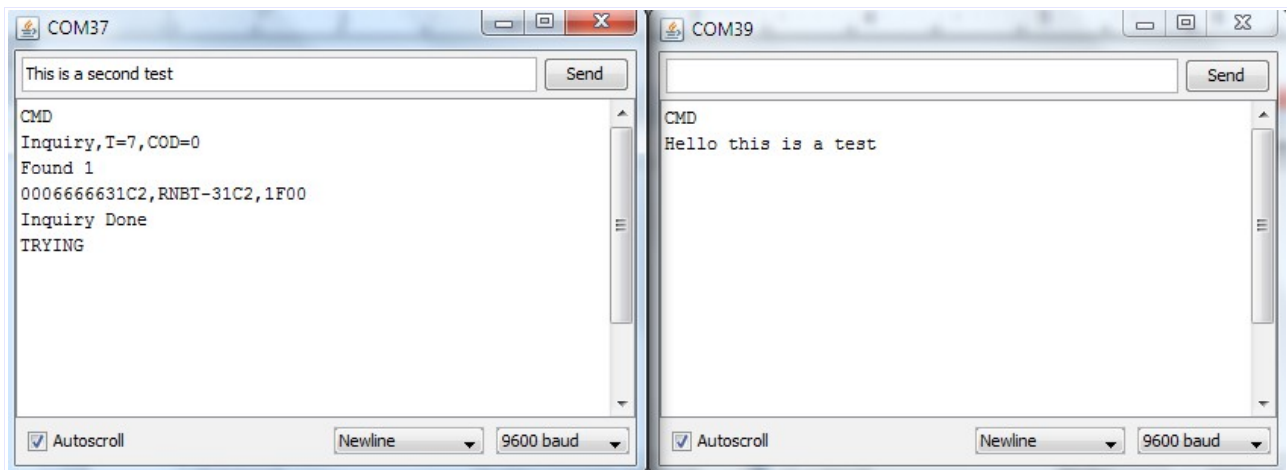 COM37
This is a second test
Send
CMD
Inquiry,T=7,COD=0
Found 1
0006666631C2,RNBT-31C2,1F00
Inquiry Done
TRYING
Autoscroll
Newline
9600 baud
COM39
Send
CMD
Hello this is a test
Autoscroll
Newline
9600 baud